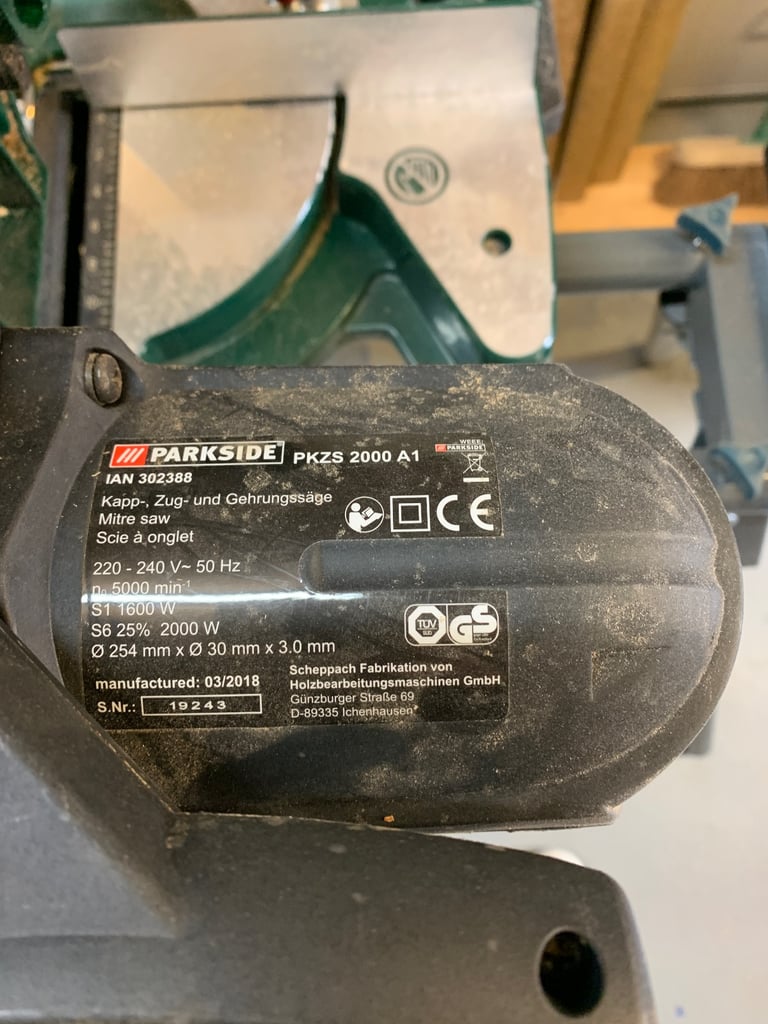 PARKSIDE
PKZS 2000 A1
WEEE:
PARKSIDE
IAN 302388
Kapp-, Zug- und Gehrungssäge
Mitre saw
Scie à onglet
CE
220 - 240 V~ 50 Hz
n₀ 5000 min⁻¹
S1 1600 W
S6 25% 2000 W
Ø 254 mm x Ø 30 mm x 3.0 mm
TÜV
SÜD
GS
manufactured: 03/2018
S.Nr.: 19243
Scheppach Fabrikation von
Holzbearbeitungsmaschinen GmbH
Günzburger Straße 69
D-89335 Ichenhausen